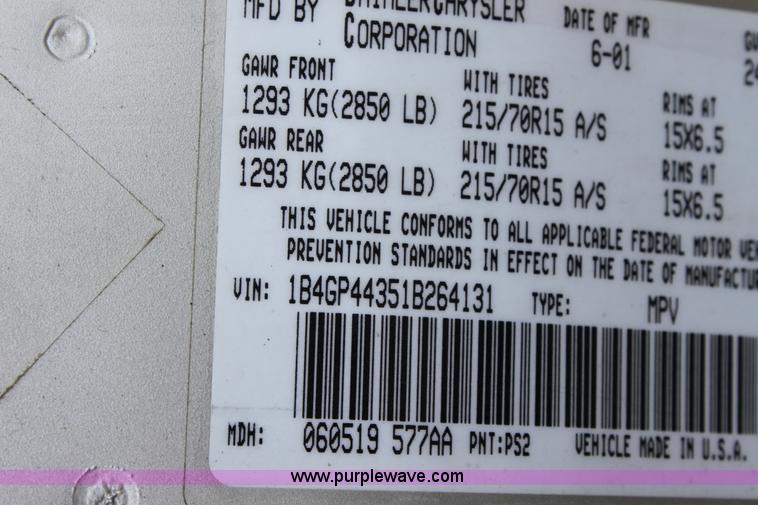 MFD BY DAIMLERCHRYSLER DATE OF MFR
CORPORATION 6-01
GAWR FRONT WITH TIRES RIMS AT
1293 KG(2850 LB) 215/70R15 A/S 15X6.5
GAWR REAR WITH TIRES RIMS AT
1293 KG(2850 LB) 215/70R15 A/S 15X6.5
THIS VEHICLE CONFORMS TO ALL APPLICABLE FEDERAL MOTOR
PREVENTION STANDARDS IN EFFECT ON THE DATE OF
VIN: 1B4GP44351B264131 TYPE: MPV
MDH: 060519 577AA PNT:PS2 VEHICLE MADE IN U.S.A.
www.purplewave.com